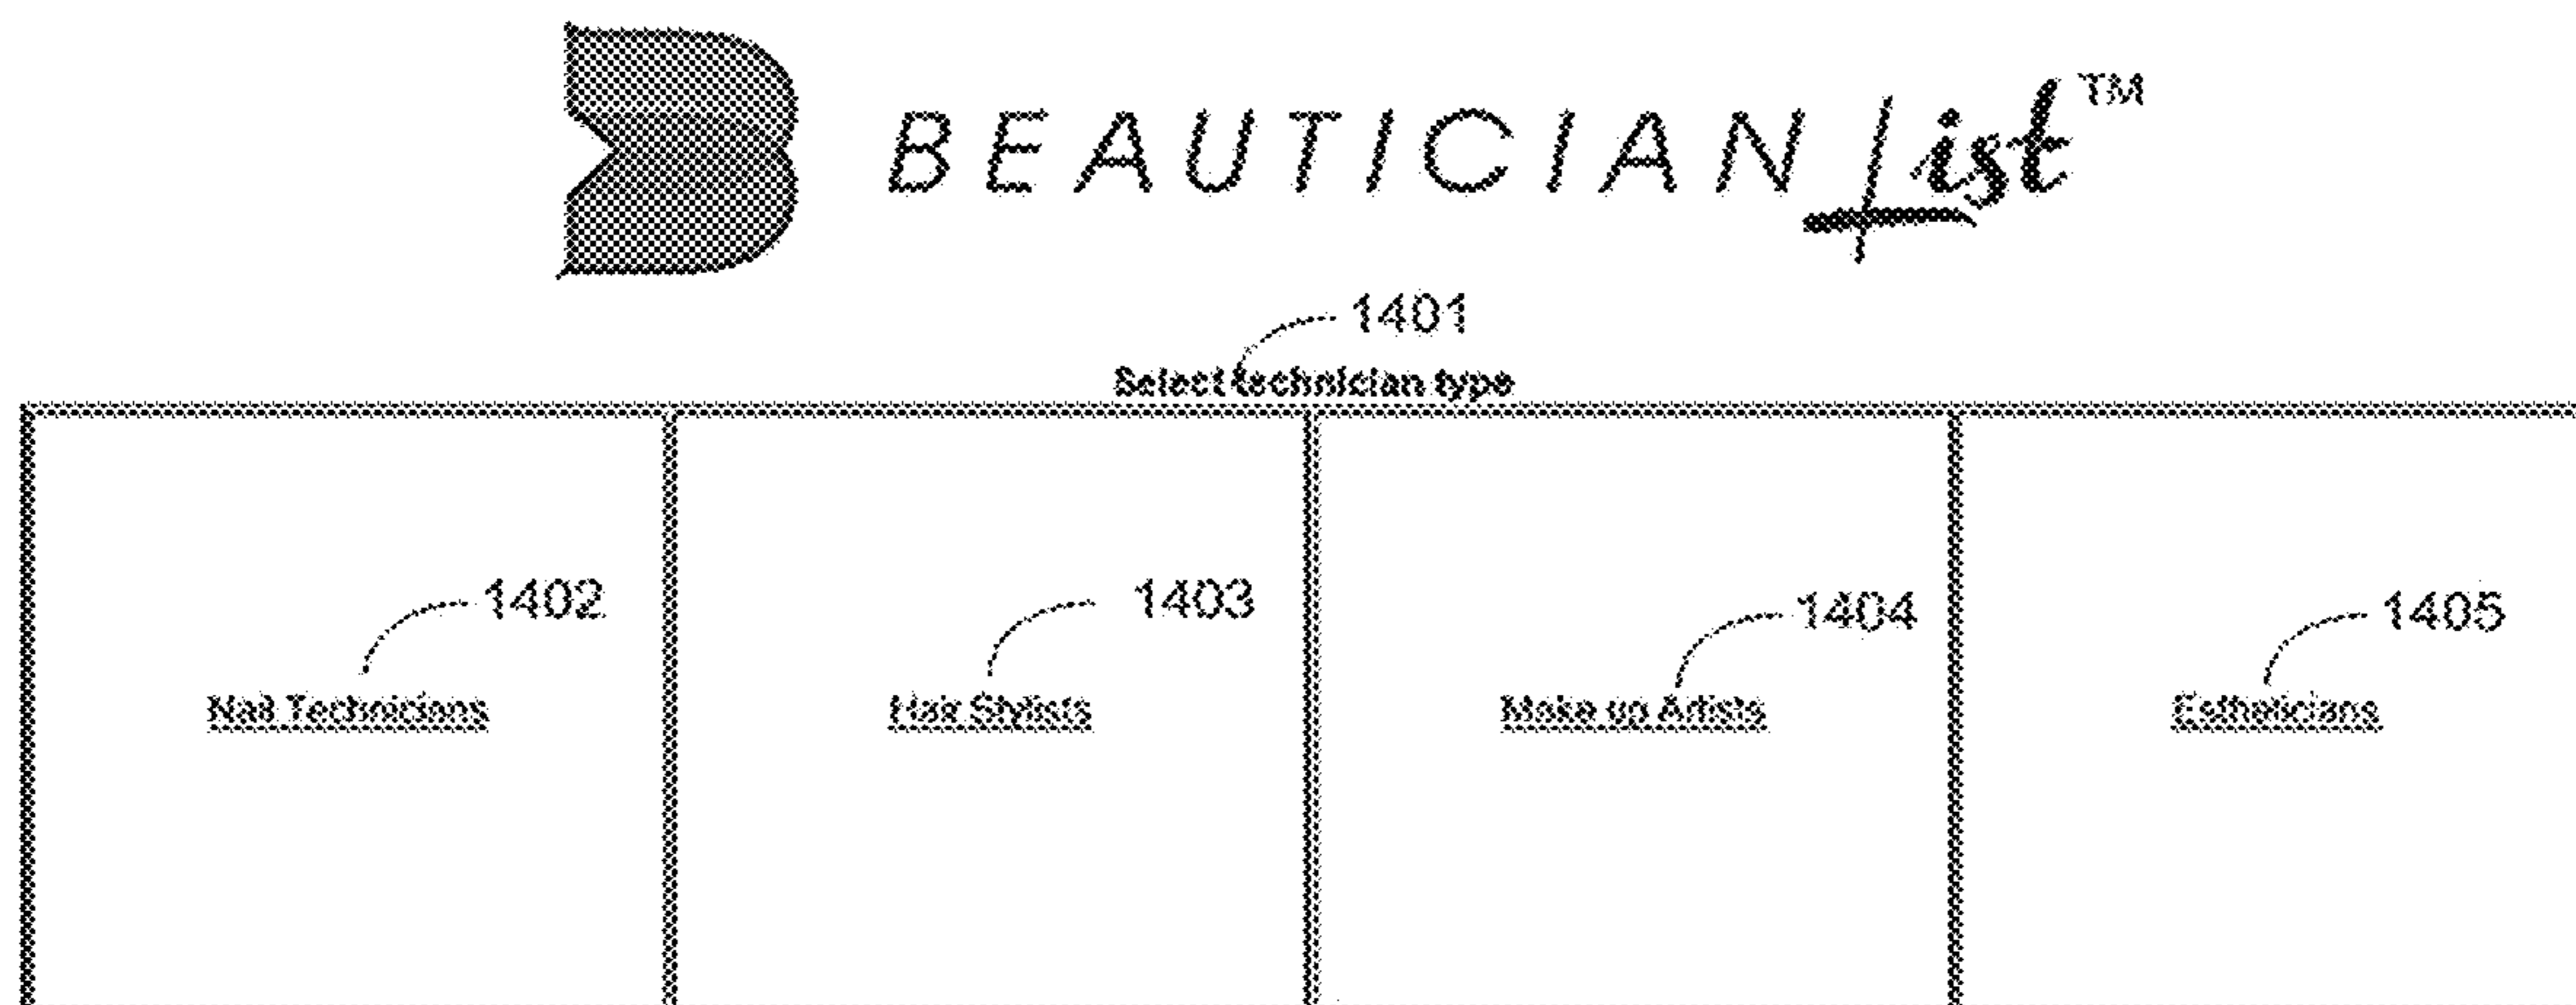 BEAUTICIAN List™
1401
Select technician type
1402 1403 1404 1405
Nail Technicians Hair Stylists Make up Artists Estheticians